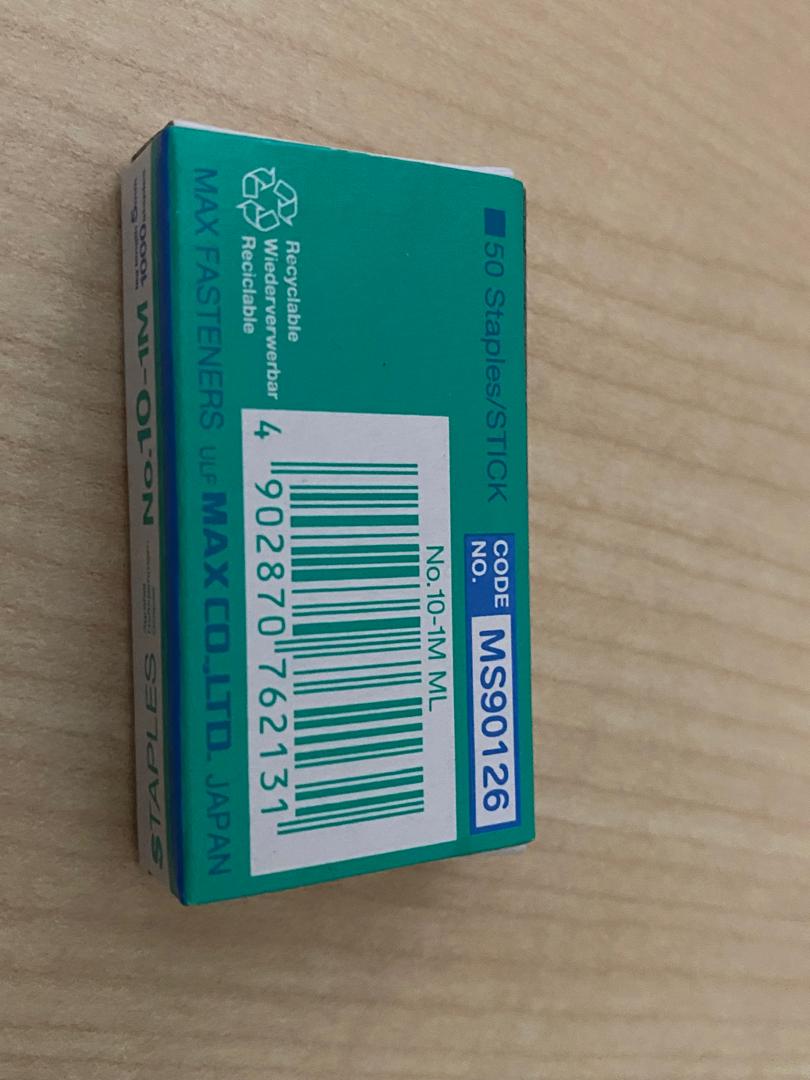 50 Staples/STICK
CODE
NO.
MS90126
No.10-1M ML
4 902870 762131
Recyclable
Wiederverwerbar
Reciclable
MAX FASTENERS
MAX CO.,LTD. JAPAN
No.10-1M
STAPLES
1000
5